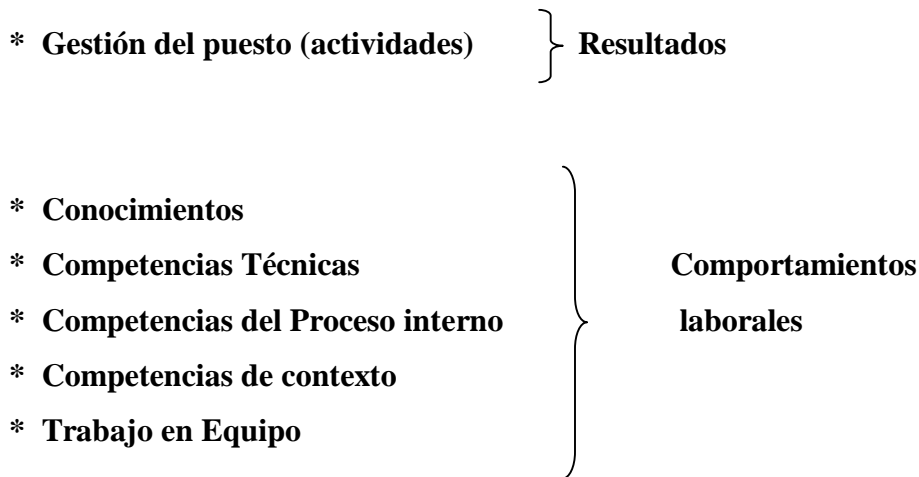 * Gestión del puesto (actividades) Resultados
* Conocimientos
* Competencias Técnicas Comportamientos
* Competencias del Proceso interno laborales
* Competencias de contexto
* Trabajo en Equipo